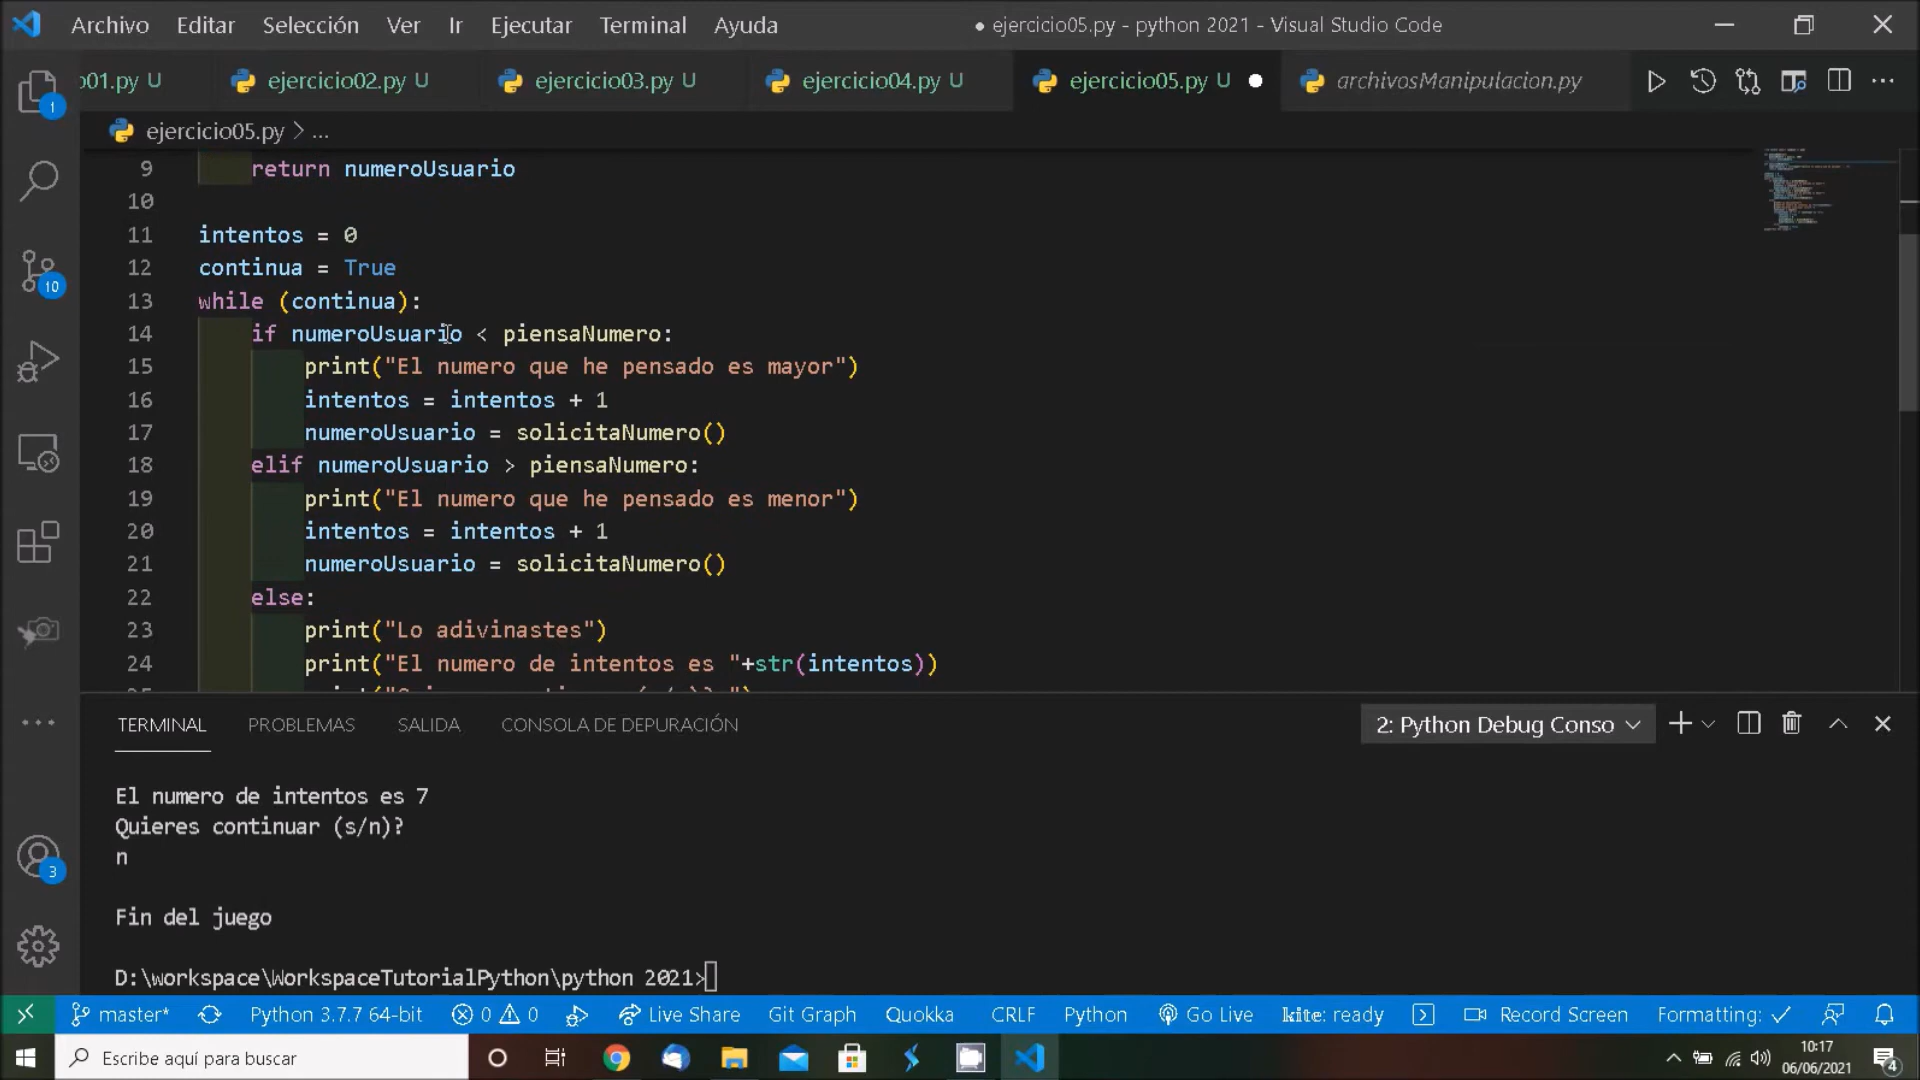 Archivo Editar Selección Ver Ir Ejecutar Terminal Ayuda ● ejercicio05.py - python 2021 - Visual Studio Code
o01.py U ejercicio02.py U ejercicio03.py U ejercicio04.py U ejercicio05.py U archivosManipulacion.py
ejercicio05.py > ...
9 return numeroUsuario
10
11 intentos = 0
12 continua = True
13 while (continua):
14 if numeroUsuario < piensaNumero:
15 print("El numero que he pensado es mayor")
16 intentos = intentos + 1
17 numeroUsuario = solicitaNumero()
18 elif numeroUsuario > piensaNumero:
19 print("El numero que he pensado es menor")
20 intentos = intentos + 1
21 numeroUsuario = solicitaNumero()
22 else:
23 print("Lo adivinastes")
24 print("El numero de intentos es "+str(intentos))
TERMINAL PROBLEMAS SALIDA CONSOLA DE DEPURACIÓN 2: Python Debug Conso
El numero de intentos es 7
Quieres continuar (s/n)?
n
Fin del juego
D:\workspace\WorkspaceTutorialPython\python 2021>
master* Python 3.7.7 64-bit 0 0 Live Share Git Graph Quokka CRLF Python Go Live kite: ready Record Screen Formatting: ✓
Escribe aquí para buscar
10:17
06/06/2021
1
10
3
4